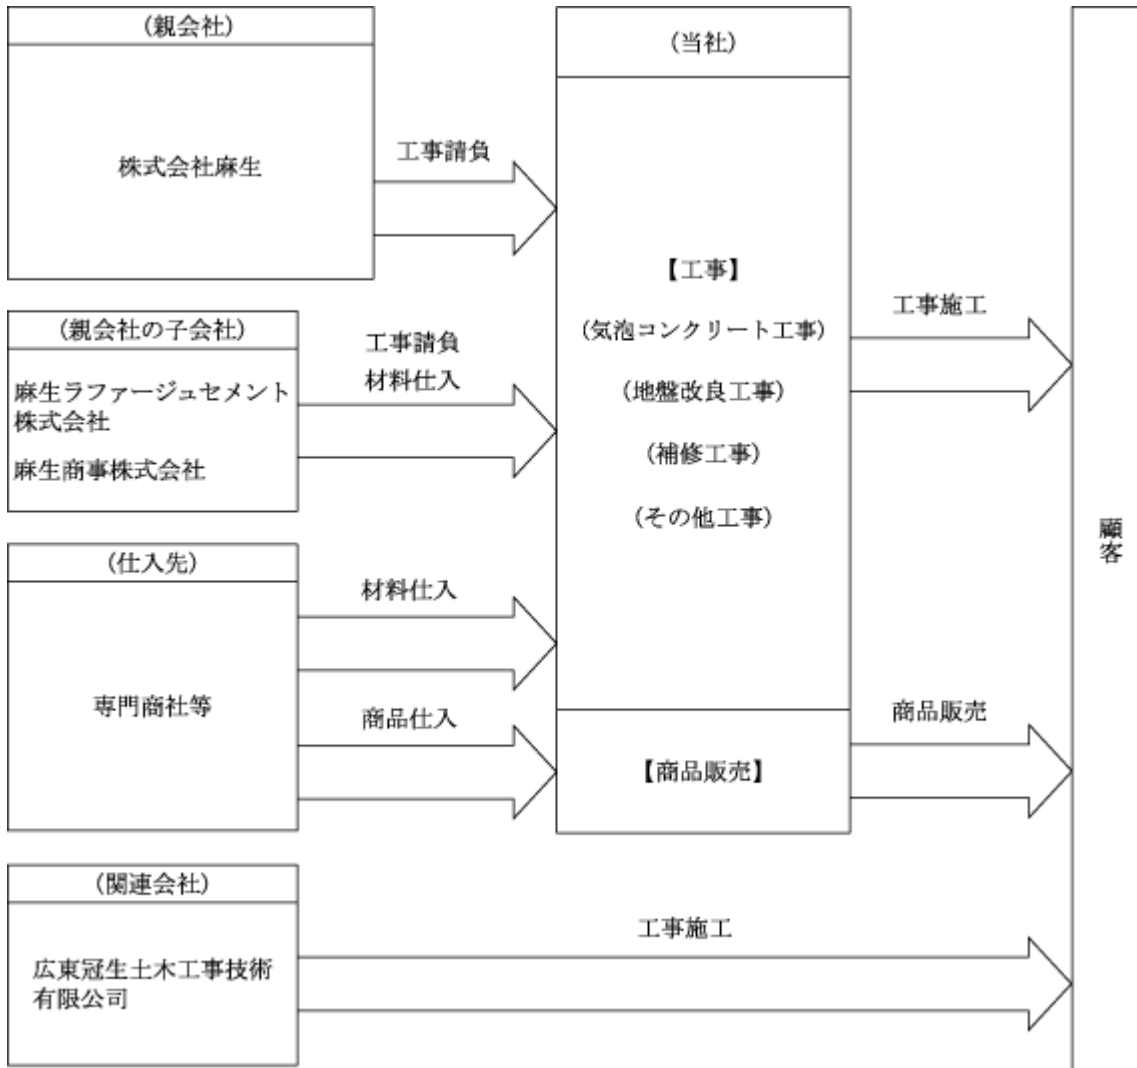 (親会社)
株式会社麻生
工事請負
(親会社の子会社)
麻生ラファージュセメント
株式会社
麻生商事株式会社
工事請負
材料仕入
(仕入先)
専門商社等
材料仕入
商品仕入
(関連会社)
広東冠生土木工事技術
有限公司
工事施工
(当社)
【工事】
(気泡コンクリート工事)
(地盤改良工事)
(補修工事)
(その他工事)
【商品販売】
工事施工
商品販売
顧客